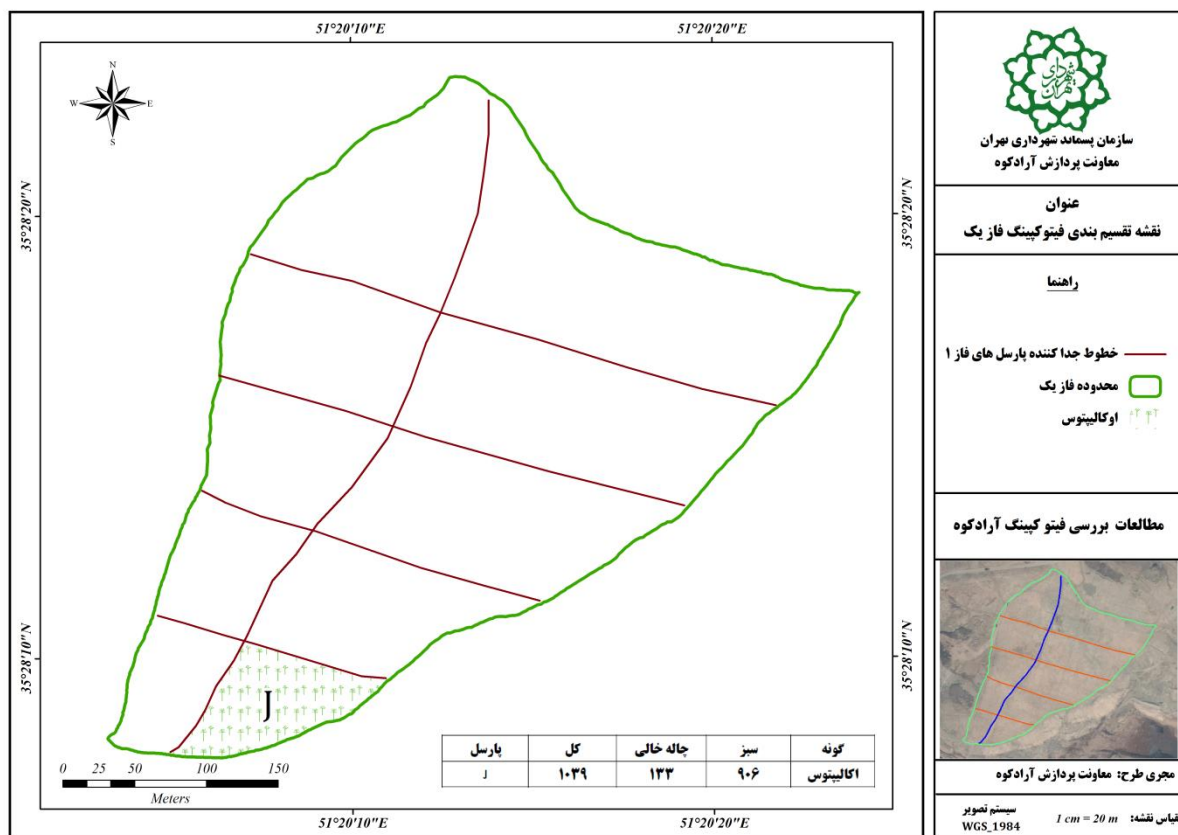 51°20'10"E
51°20'20"E
N
W
E
S
35°28'20"N
35°28'20"N
35°28'10"N
35°28'10"N
J
0 25 50 100 150
Meters
گونه سبز چاله خالی کل پارسل
اکالیپتوس ۹۰۶ ۱۳۳ ۱۰۳۹ J
51°20'10"E
51°20'20"E
شهرداری تهران
سازمان پسماند شهرداری تهران
معاونت پردازش آرادکوه
عنوان
نقشه تقسیم بندی فیتوکپینگ فاز یک
راهنما
خطوط جدا کننده پارسل های فاز ۱
محدوده فاز یک
اوکالیپتوس
مطالعات بررسی فیتو کپینگ آرادکوه
مجری طرح: معاونت پردازش آرادکوه
مقیاس نقشه: 1 cm = 20 m
سیستم تصویر
WGS_1984